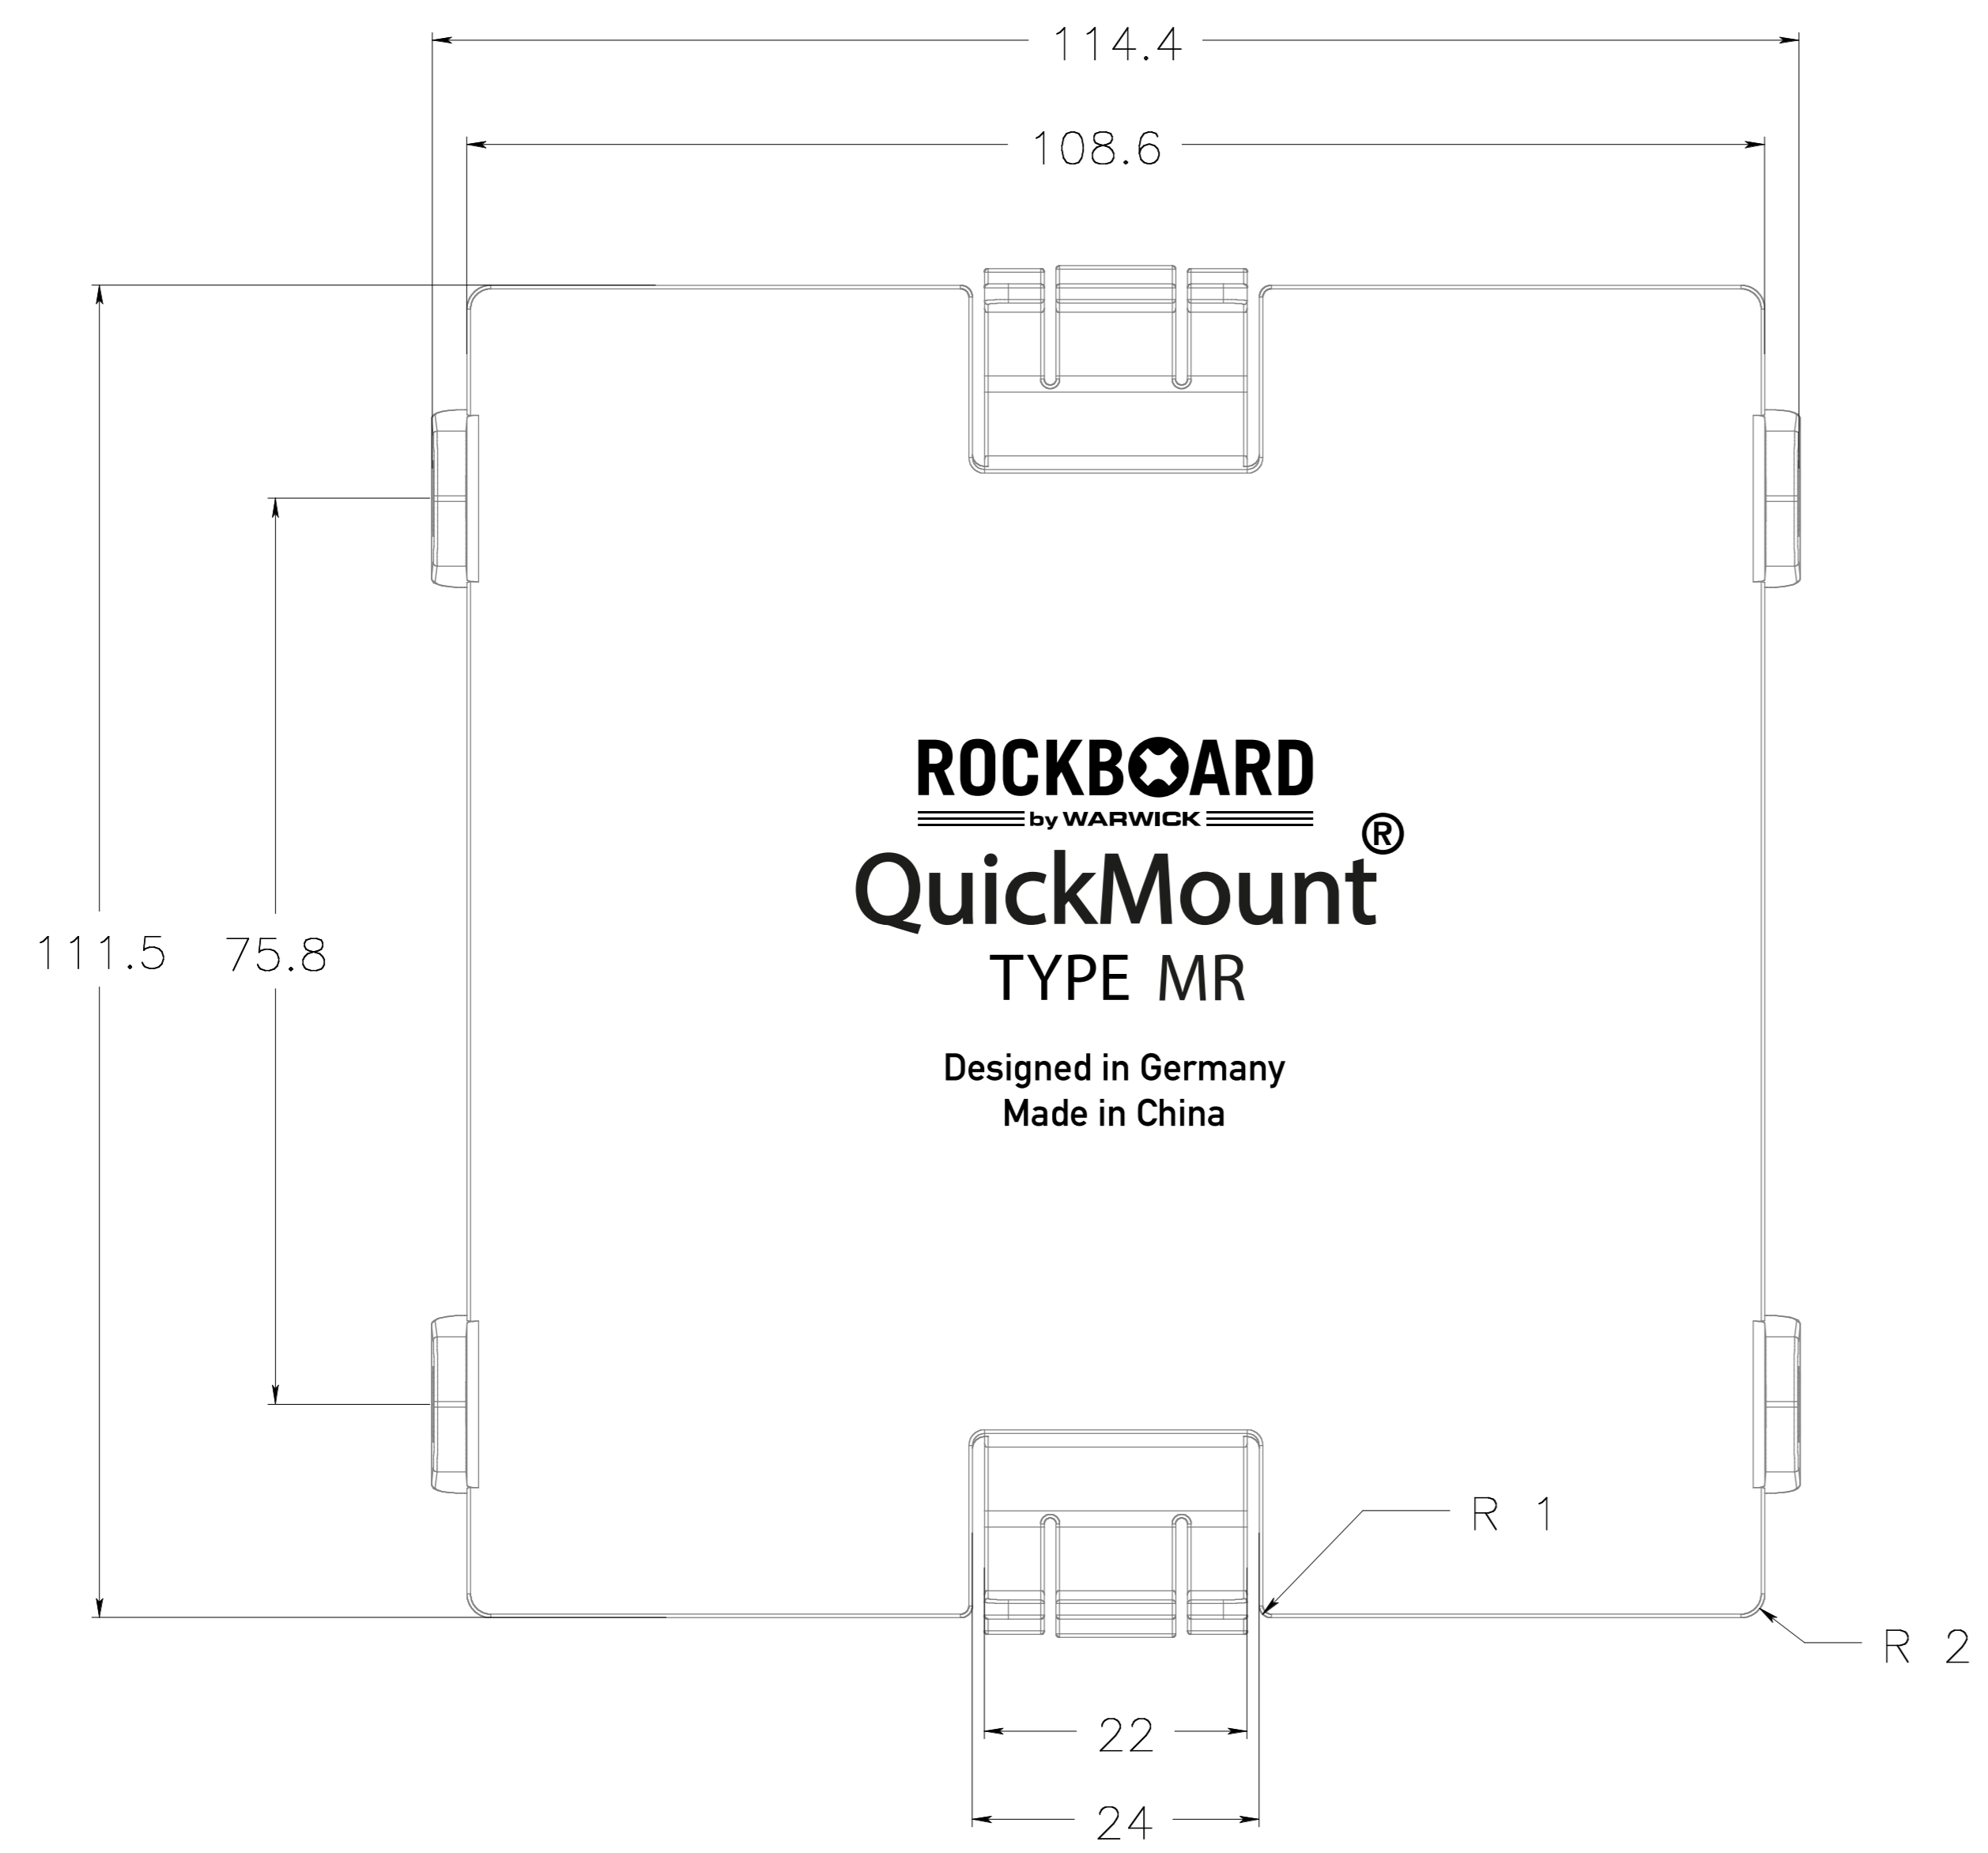 114.4
108.6
ROCKBOARD
by WARWICK
QuickMount®
TYPE MR
111.5
75.8
Designed in Germany
Made in China
R 1
R 2
22
24